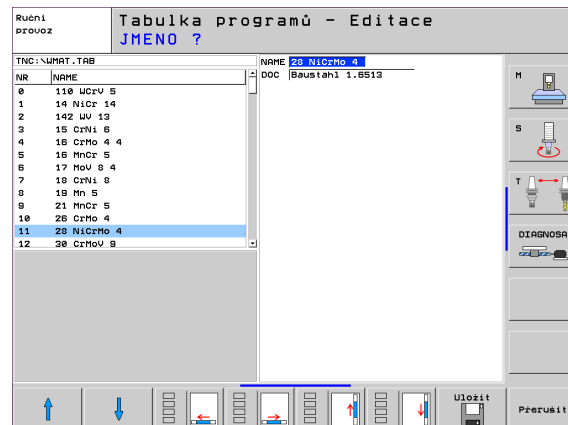 Ruční
provoz
Tabulka programů - Editace
JMENO ?
TNC:\WMAT.TAB
NR NAME
0 110 WCrV 5
1 14 NiCr 14
2 142 WV 13
3 15 CrNi 6
4 16 CrMo 4 4
5 16 MnCr 5
6 17 MoV 8 4
7 18 CrNi 8
8 19 Mn 5
9 21 MnCr 5
10 26 CrMo 4
11 28 NiCrMo 4
12 30 CrMoV 9
NAME 28 NiCrMo 4
DOC Baustahl 1.6513
M
S
T
DIAGNOSA
Uložit
Přerušit